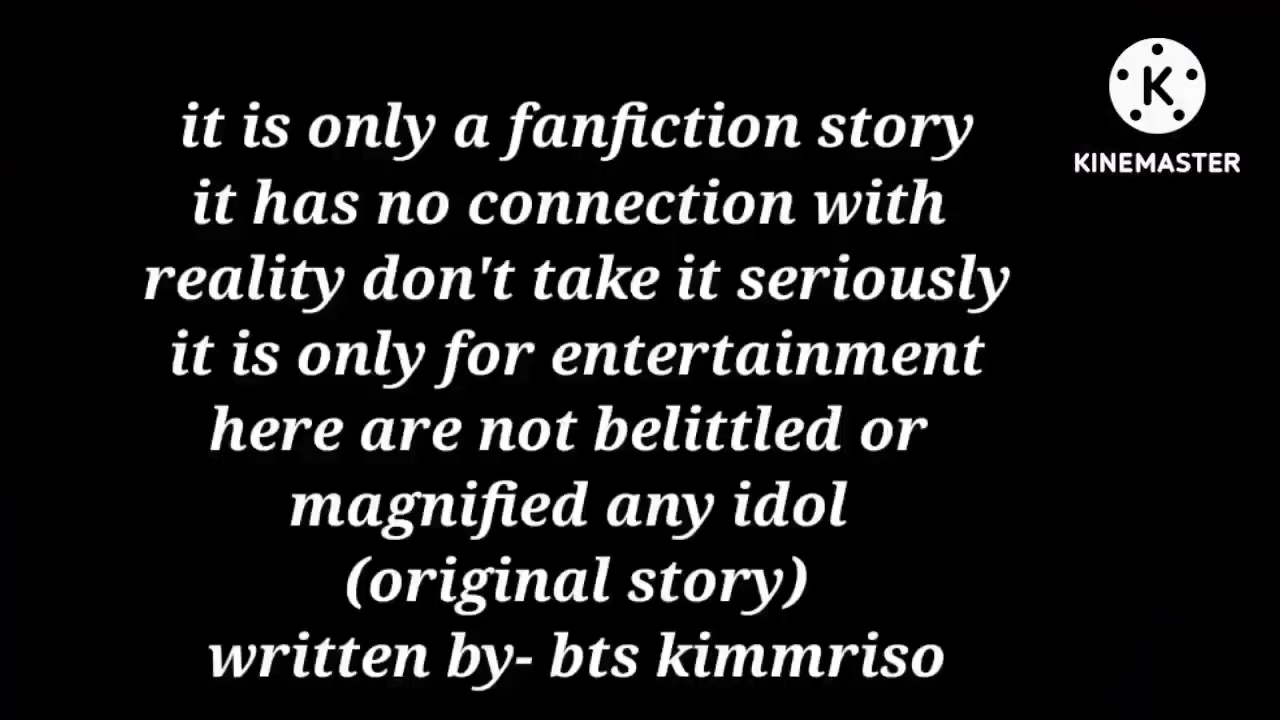 it is only a fanfiction story
it has no connection with
reality don't take it seriously
it is only for entertainment
here are not belittled or
magnified any idol
(original story)
written by- bts kimmriso
K
KINEMASTER